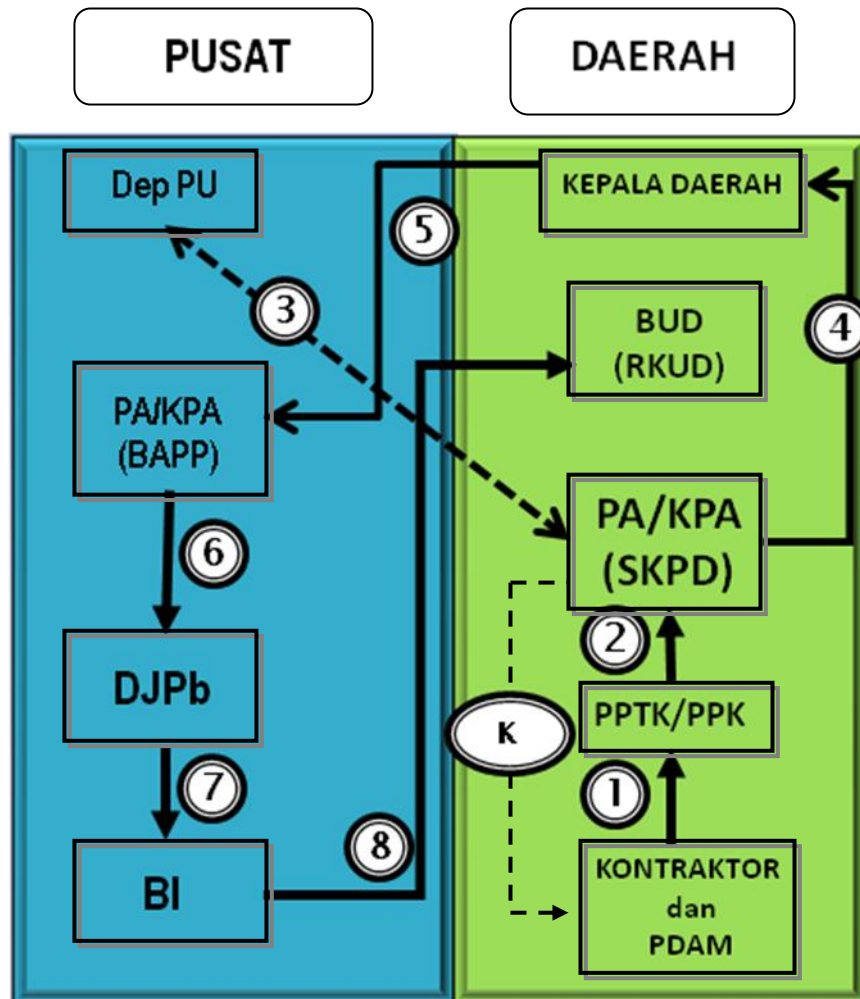 PUSAT
DAERAH
Dep PU
KEPALA DAERAH
5
3
4
BUD
(RKUD)
PA/KPA
(BAPP)
PA/KPA
(SKPD)
6
2
DJPb
PPTK/PPK
K
7
1
8
BI
KONTRAKTOR
dan
PDAM